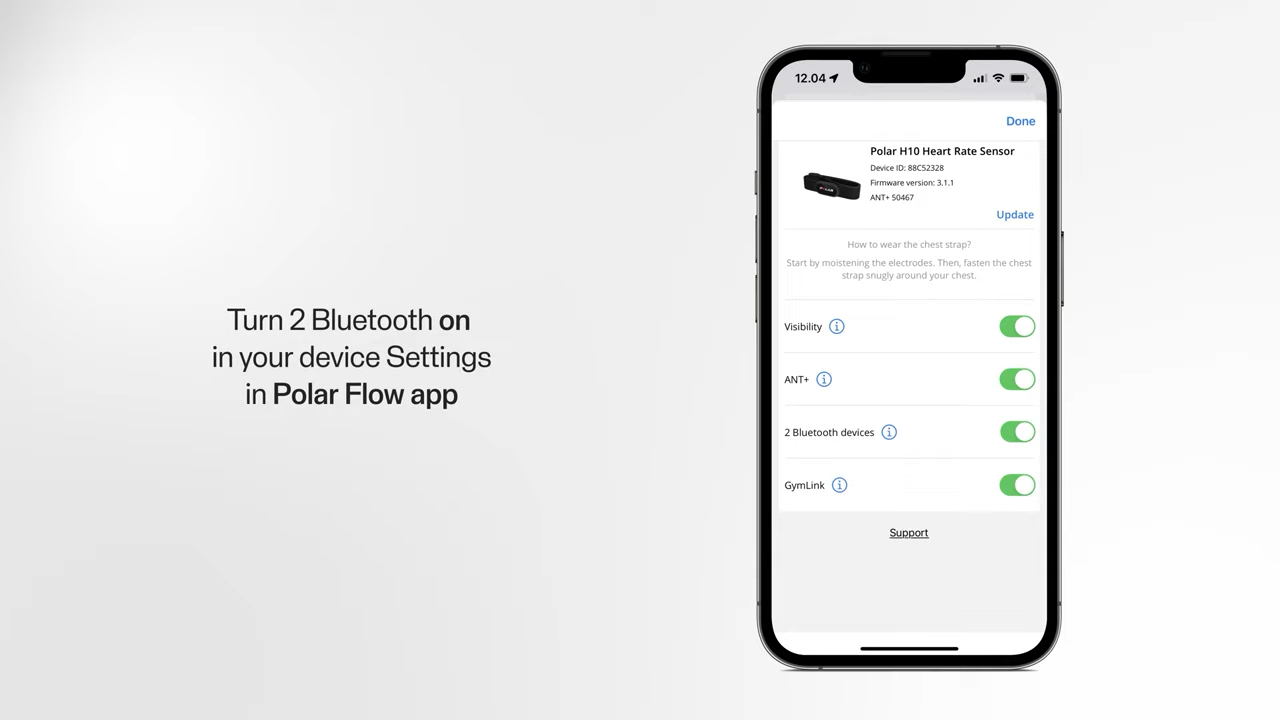 Turn 2 Bluetooth on
in your device Settings
in Polar Flow app
12.04
Done
Polar H10 Heart Rate Sensor
Device ID: 88C52328
Firmware version: 3.1.1
ANT+ 50467
POLAR
Update
How to wear the chest strap?
Start by moistening the electrodes. Then, fasten the chest
strap snugly around your chest.
Visibility
ANT+
2 Bluetooth devices
GymLink
Support